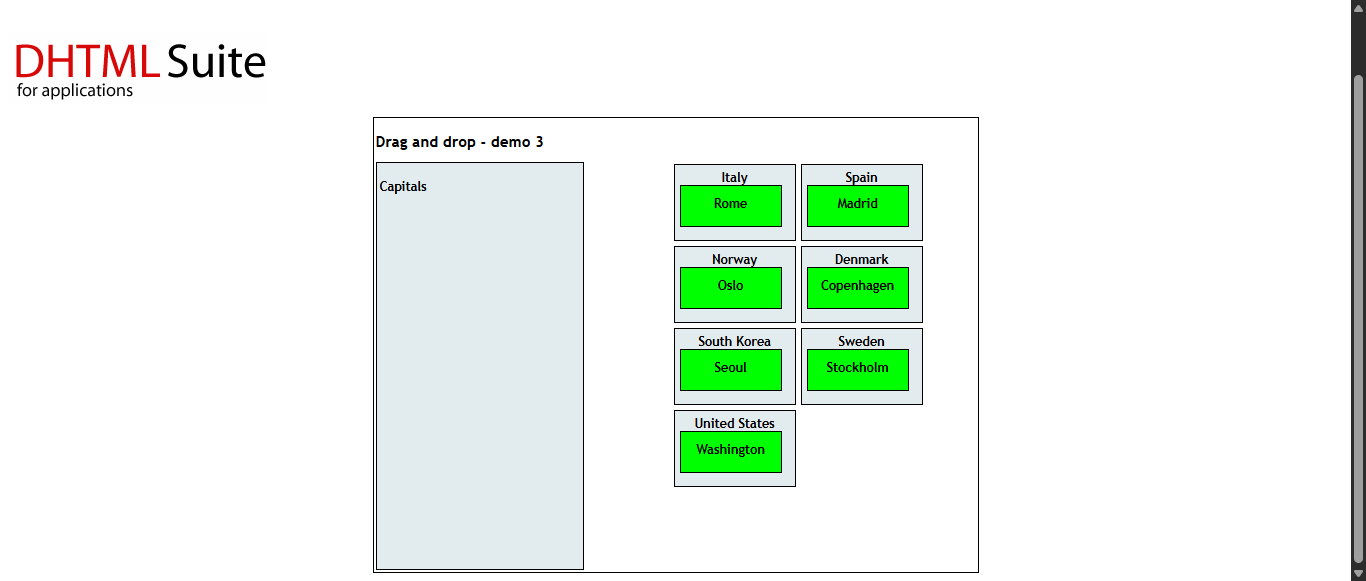 DHTML Suite
for applications
Drag and drop - demo 3
Capitals
Italy
Rome
Spain
Madrid
Norway
Oslo
Denmark
Copenhagen
South Korea
Seoul
Sweden
Stockholm
United States
Washington